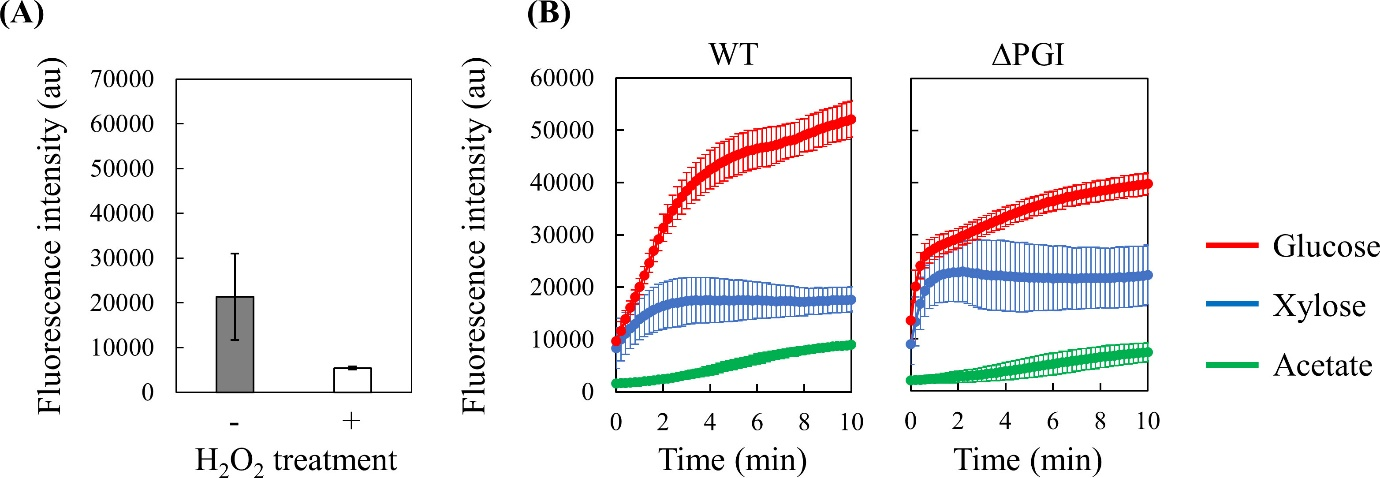 (A)
Fluorescence intensity (au)
70000
60000
50000
40000
30000
20000
10000
0
-
+
H₂O₂ treatment
(B)
WT
ΔPGI
Fluorescence intensity (au)
60000
50000
40000
30000
20000
10000
0
0 2 4 6 8 10
Time (min)
0 2 4 6 8 10
Time (min)
Glucose
Xylose
Acetate